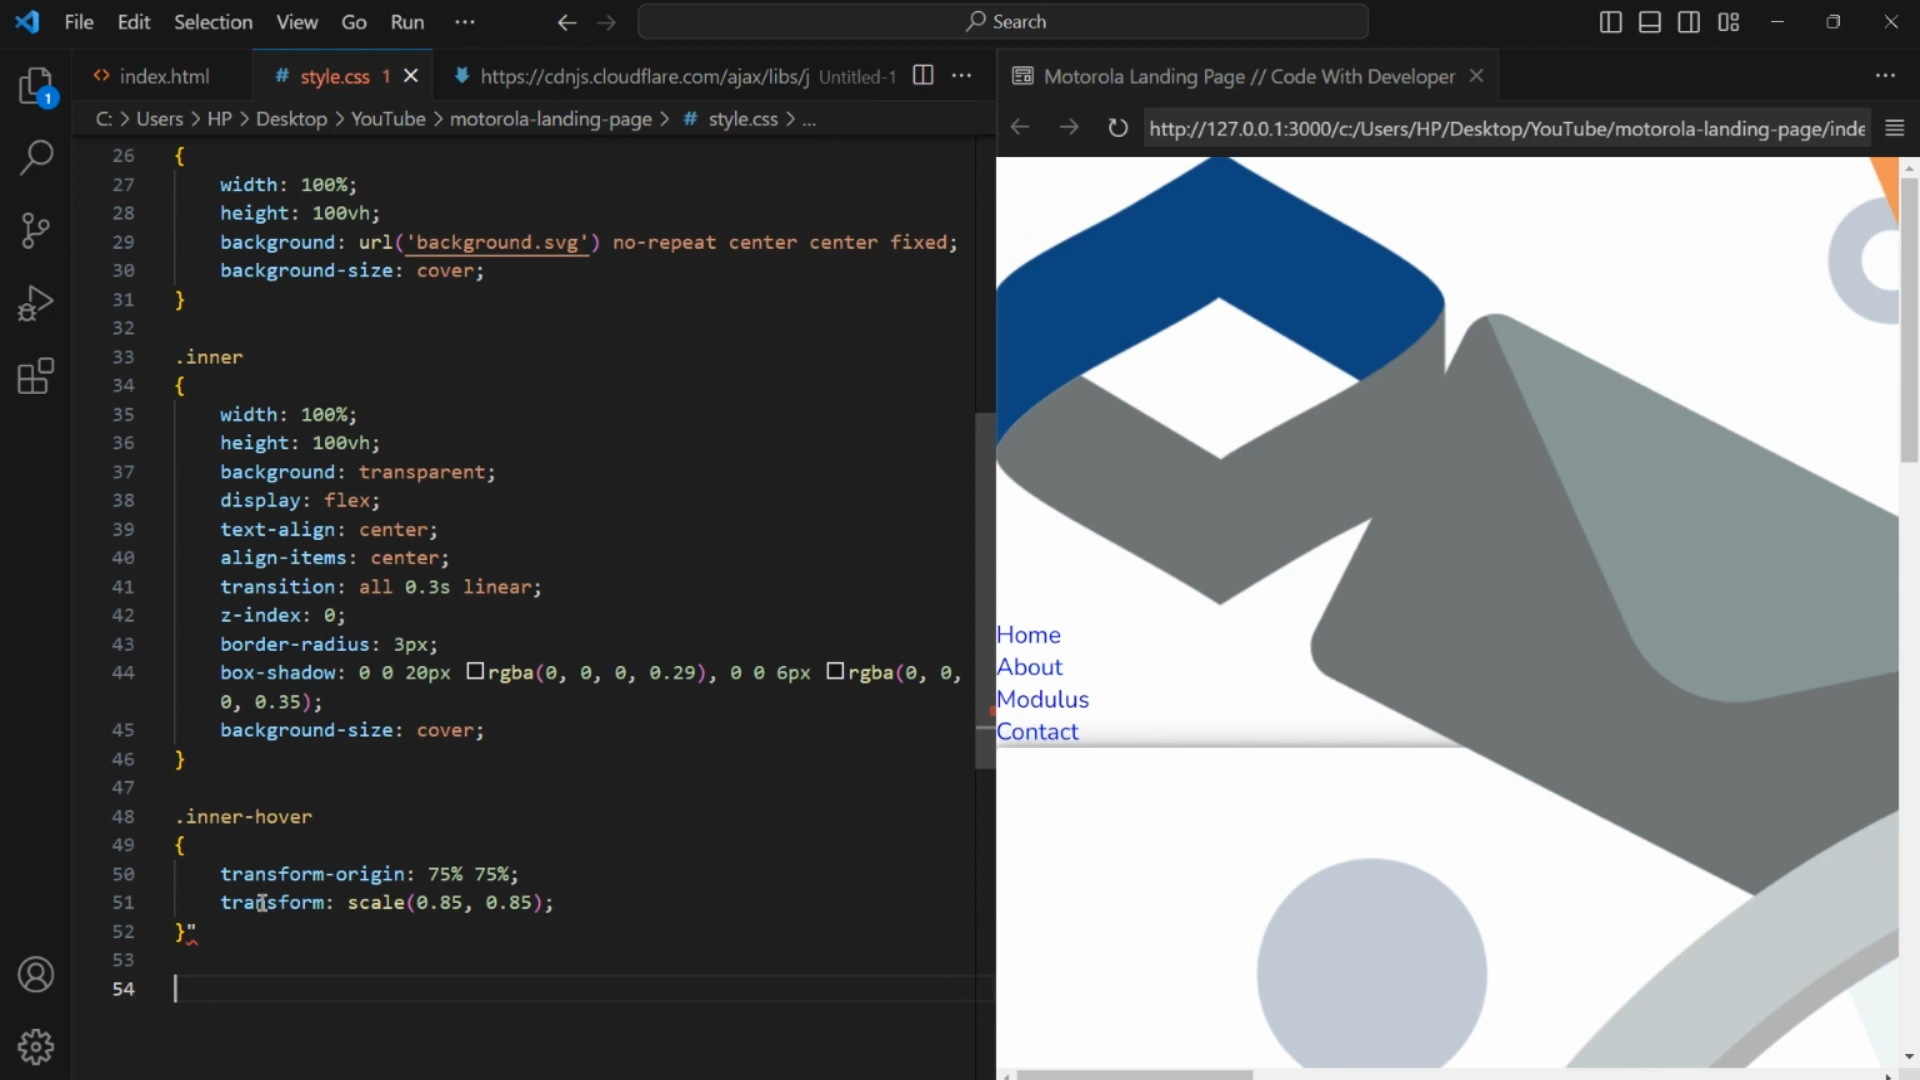 File Edit Selection View Go Run ··· Search
index.html # style.css 1 https://cdnjs.cloudflare.com/ajax/libs/j Untitled-1 ···
C: > Users > HP > Desktop > YouTube > motorola-landing-page > # style.css > ...
26 {
27 width: 100%;
28 height: 100vh;
29 background: url('background.svg') no-repeat center center fixed;
30 background-size: cover;
31 }
32
33 .inner
34 {
35 width: 100%;
36 height: 100vh;
37 background: transparent;
38 display: flex;
39 text-align: center;
40 align-items: center;
41 transition: all 0.3s linear;
42 z-index: 0;
43 border-radius: 3px;
44 box-shadow: 0 0 20px rgba(0, 0, 0, 0.29), 0 0 6px rgba(0, 0,
0, 0.35);
45 background-size: cover;
46 }
47
48 .inner-hover
49 {
50 transform-origin: 75% 75%;
51 transform: scale(0.85, 0.85);
52 }"
53
54
1
Motorola Landing Page // Code With Developer ···
http://127.0.0.1:3000/c:/Users/HP/Desktop/YouTube/motorola-landing-page/inde
Home
About
Modulus
Contact